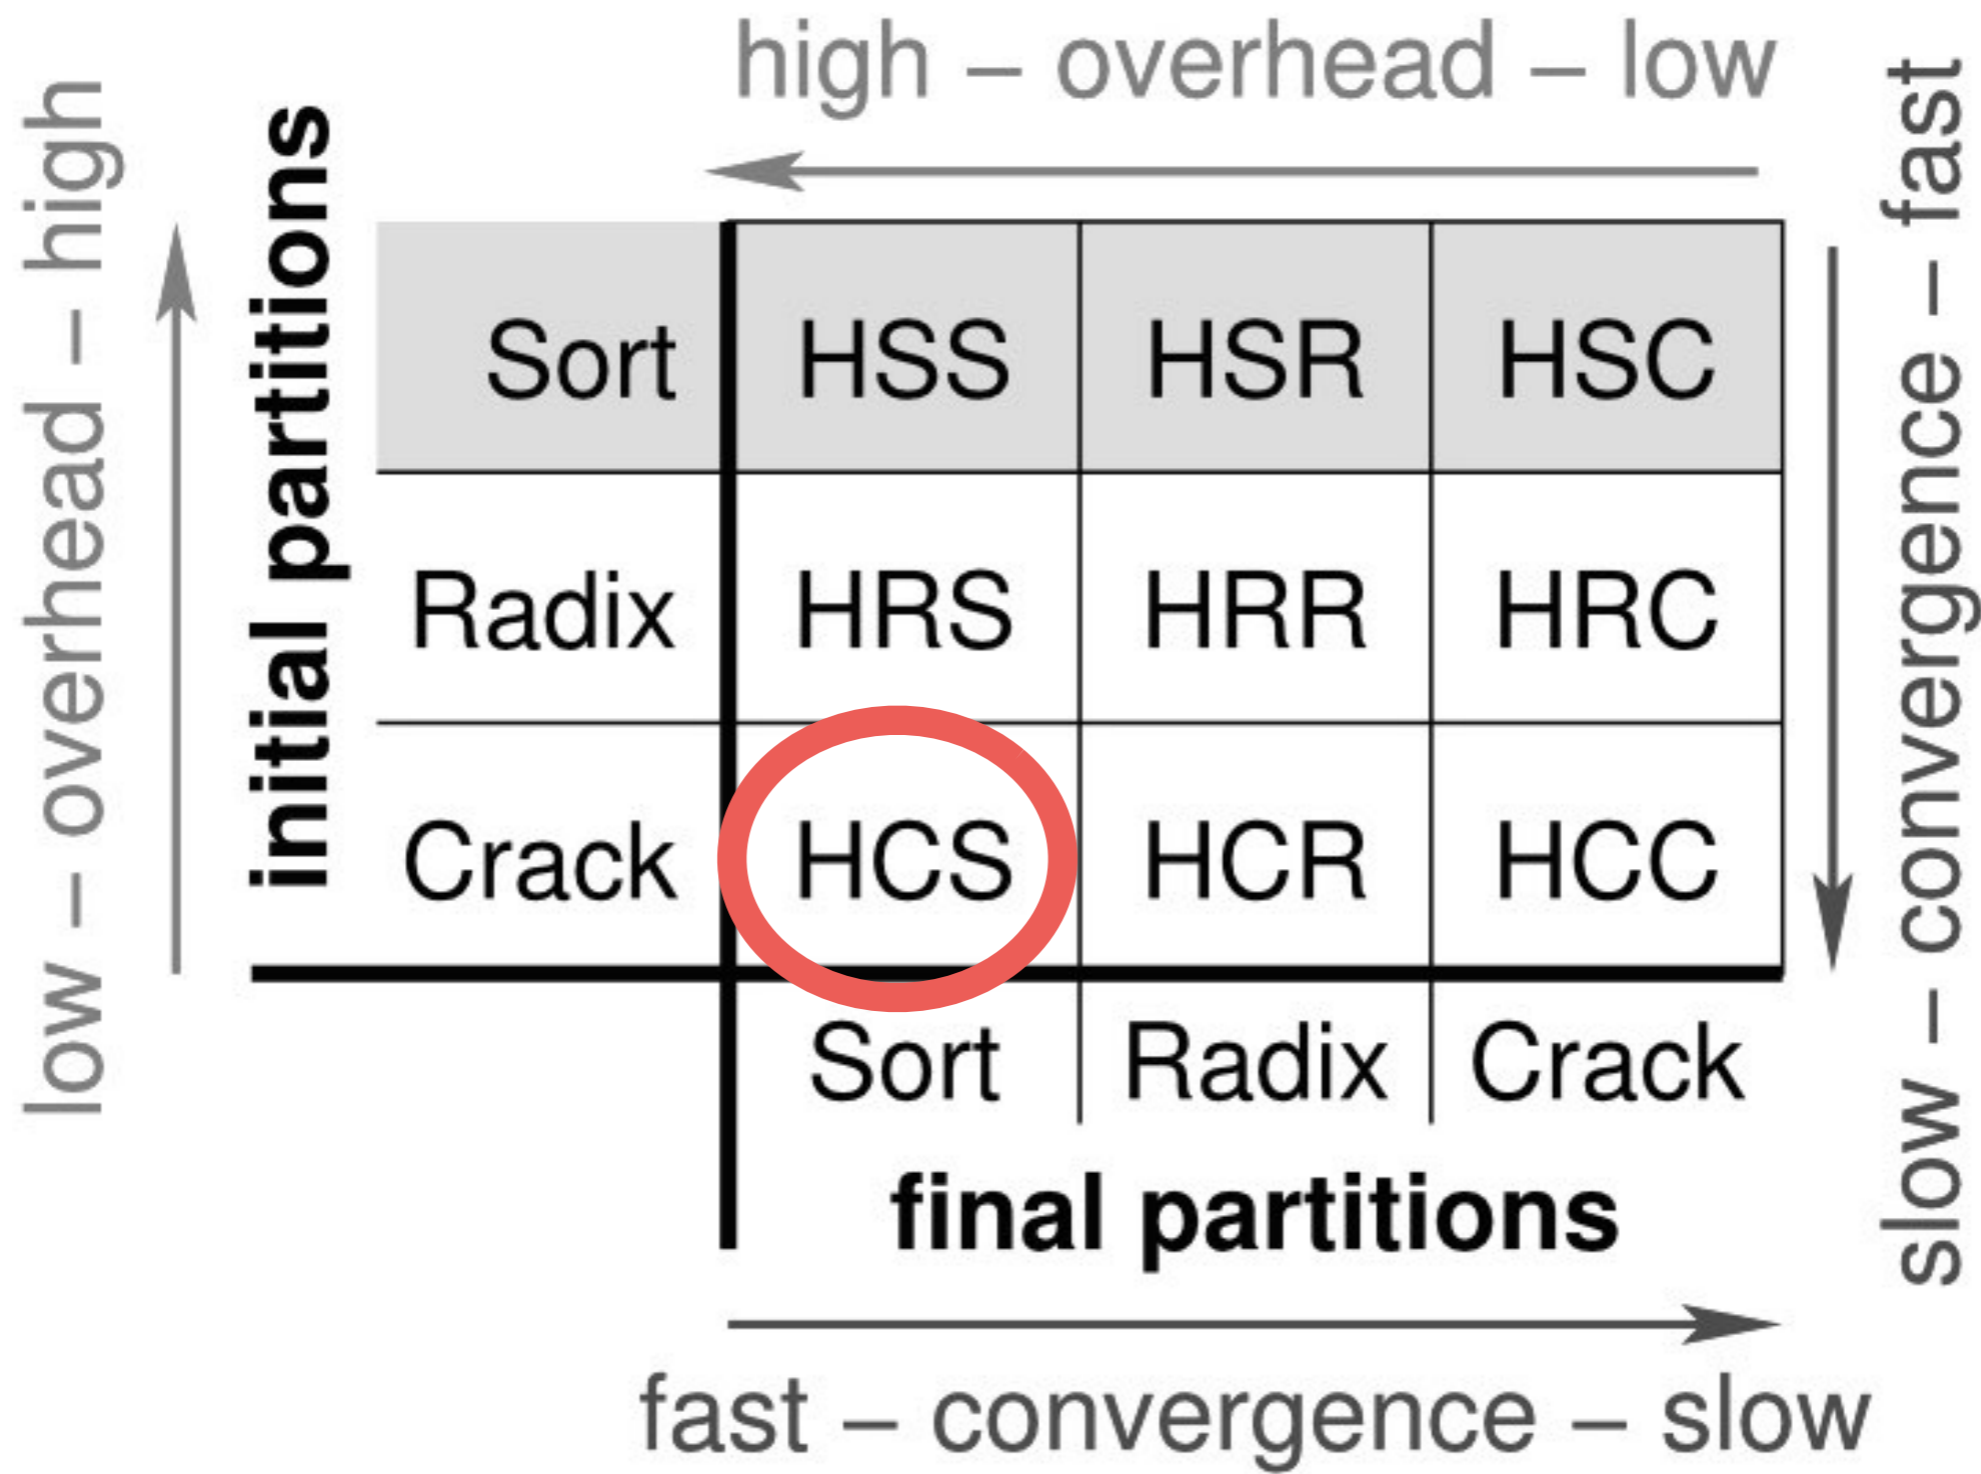 high – overhead – low
low – overhead – high
initial partitions
slow – convergence – fast
Sort HSS HSR HSC
Radix HRS HRR HRC
Crack HCS HCR HCC
Sort Radix Crack
final partitions
fast – convergence – slow